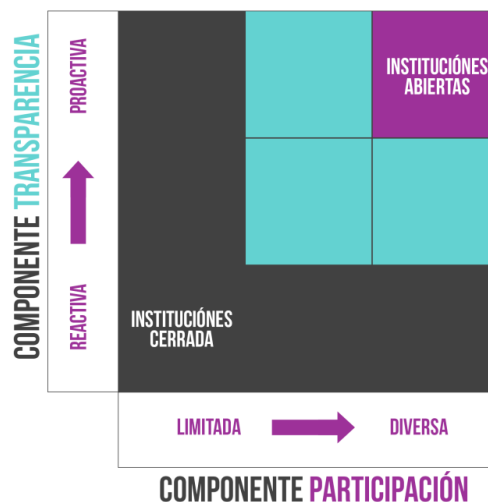 COMPONENTE TRANSPARENCIA
PROACTIVA
REACTIVA
INSTITUCIÓNES
ABIERTAS
INSTITUCIÓNES
CERRADA
LIMITADA
DIVERSA
COMPONENTE PARTICIPACIÓN